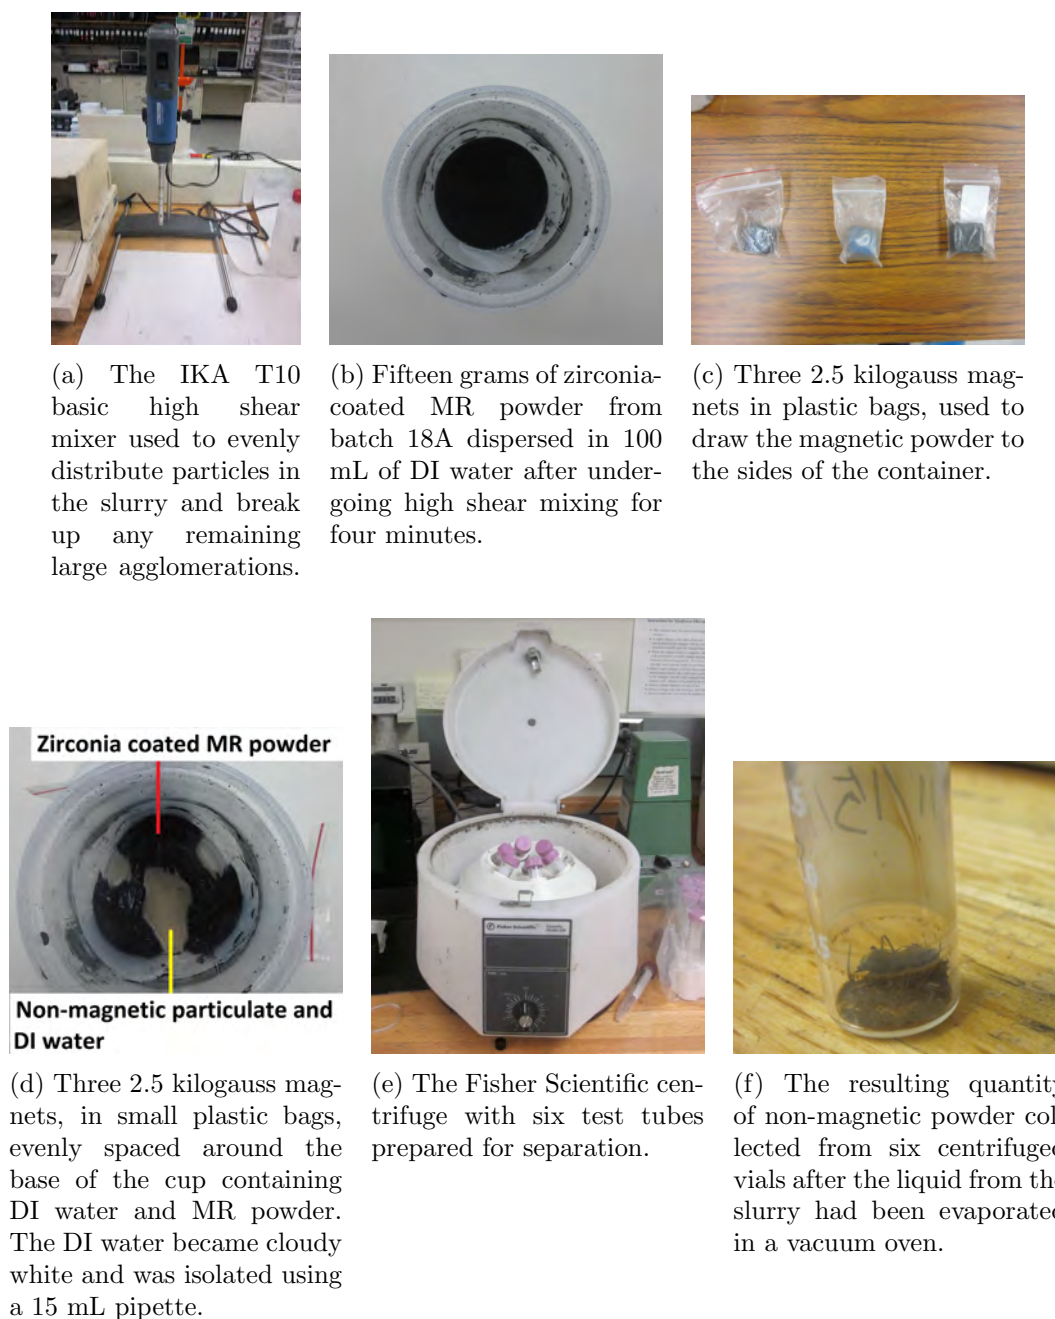 (a) The IKA T10
basic high shear
mixer used to evenly
distribute particles in
the slurry and break
up any remaining
large agglomerations.
(b) Fifteen grams of zirconia-
coated MR powder from
batch 18A dispersed in 100
mL of DI water after under-
going high shear mixing for
four minutes.
(c) Three 2.5 kilogauss mag-
nets in plastic bags, used to
draw the magnetic powder to
the sides of the container.
Zirconia coated MR powder
Non-magnetic particulate and
DI water
(d) Three 2.5 kilogauss mag-
nets, in small plastic bags,
evenly spaced around the
base of the cup containing
DI water and MR powder.
The DI water became cloudy
white and was isolated using
a 15 mL pipette.
Fisher Scientific
(e) The Fisher Scientific cen-
trifuge with six test tubes
prepared for separation.
(f) The resulting quantity
of non-magnetic powder col
lected from six centrifuged
vials after the liquid from th
slurry had been evaporated
in a vacuum oven.